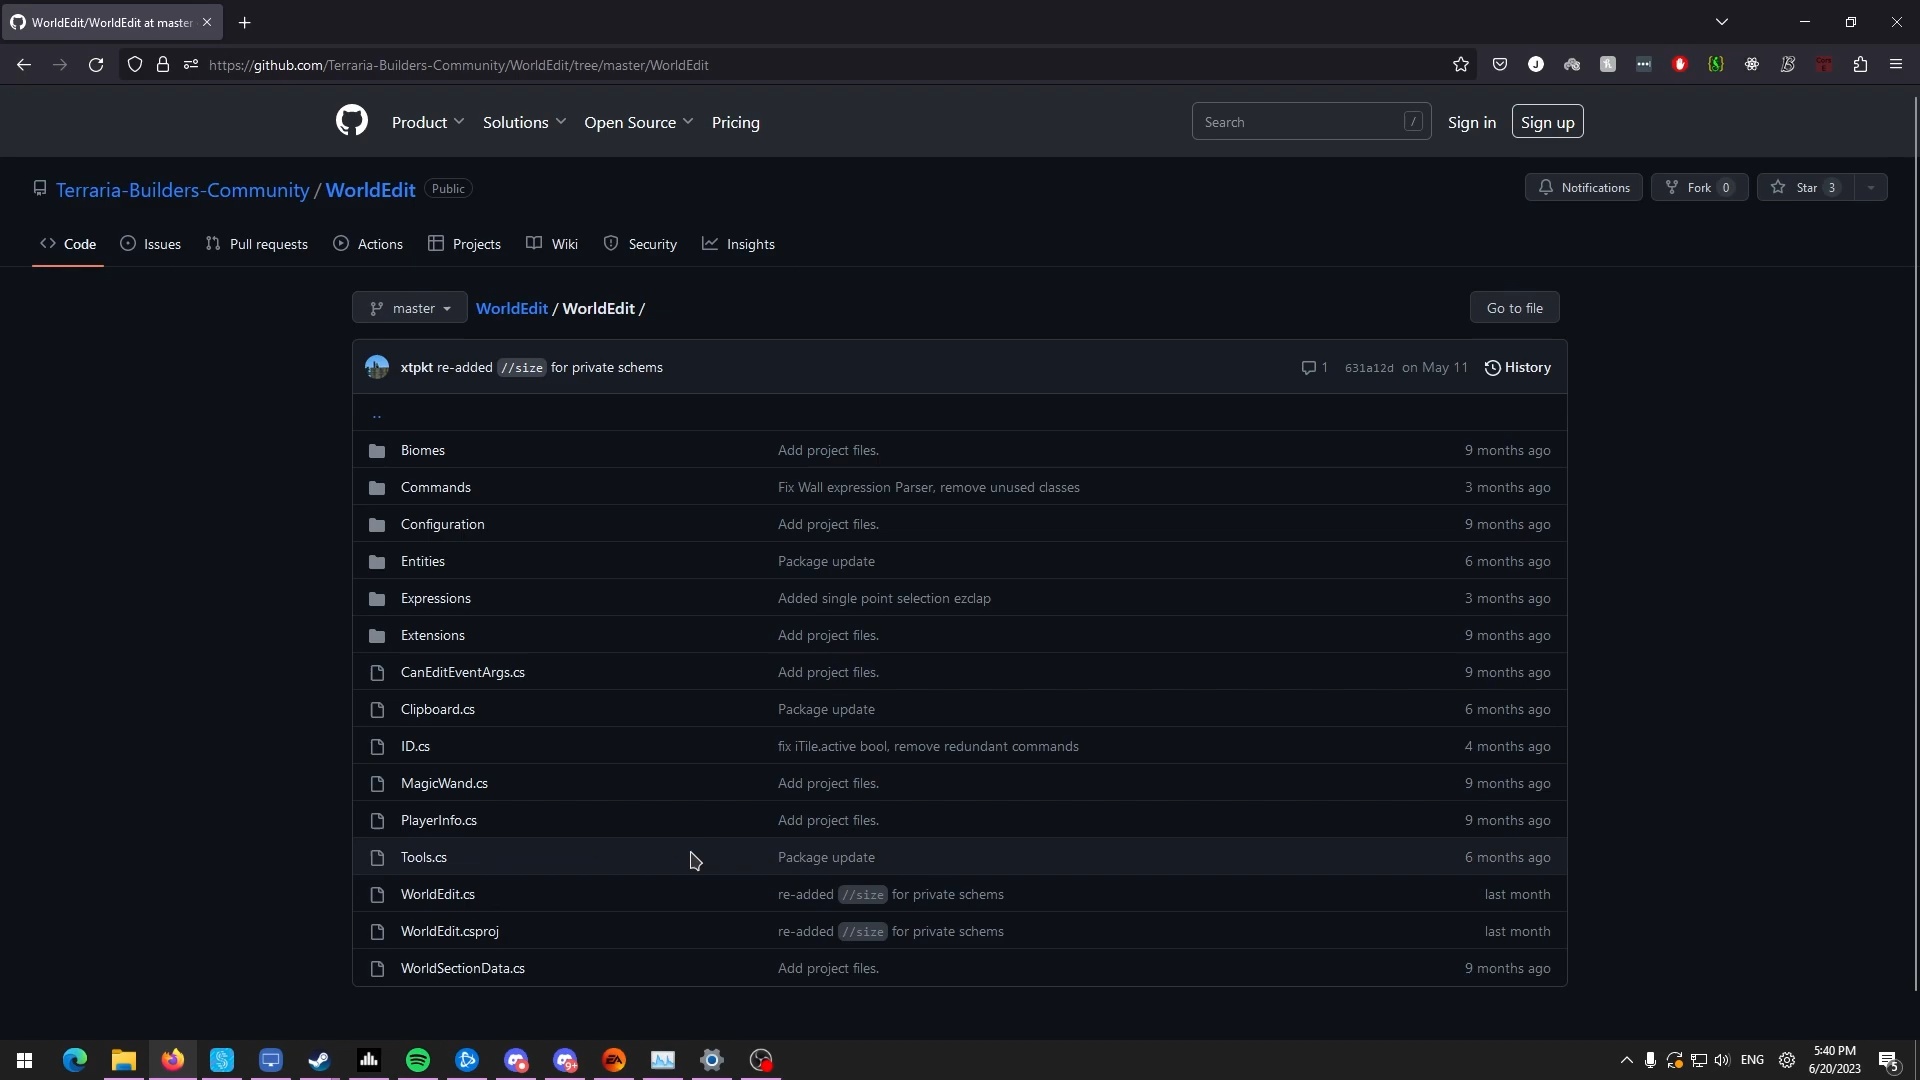 WorldEdit/WorldEdit at master
https://github.com/Terraria-Builders-Community/WorldEdit/tree/master/WorldEdit
Product Solutions Open Source Pricing Search / Sign in Sign up
Terraria-Builders-Community / WorldEdit Public Notifications Fork 0 Star 3
Code Issues Pull requests Actions Projects Wiki Security Insights
master WorldEdit / WorldEdit / Go to file
xtpkt re-added //size for private schems 1 631a12d on May 11 History
..
Biomes Add project files. 9 months ago
Commands Fix Wall expression Parser, remove unused classes 3 months ago
Configuration Add project files. 9 months ago
Entities Package update 6 months ago
Expressions Added single point selection ezclap 3 months ago
Extensions Add project files. 9 months ago
CanEditEventArgs.cs Add project files. 9 months ago
Clipboard.cs Package update 6 months ago
ID.cs fix iTile.active bool, remove redundant commands 4 months ago
MagicWand.cs Add project files. 9 months ago
PlayerInfo.cs Add project files. 9 months ago
Tools.cs Package update 6 months ago
WorldEdit.cs re-added //size for private schems last month
WorldEdit.csproj re-added //size for private schems last month
WorldSectionData.cs Add project files. 9 months ago
ENG 5:40 PM
6/20/2023 5